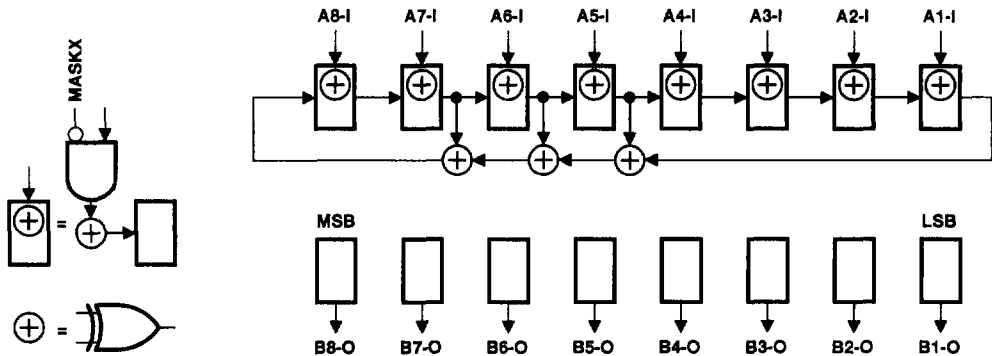 A8-I A7-I A6-I A5-I A4-I A3-I A2-I A1-I
MASKX
=
MSB LSB
=
B8-O B7-O B6-O B5-O B4-O B3-O B2-O B1-O